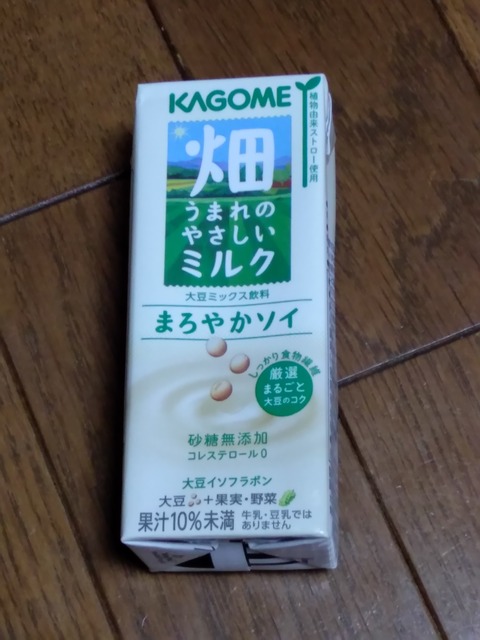 KAGOME
植物由来ストロー使用
畑
うまれの
やさしい
ミルク
大豆ミックス飲料
まろやかソイ
しっかり食物繊維
厳選
まるごと
大豆のコク
砂糖無添加
コレステロール0
大豆イソフラボン
大豆+果実・野菜
果汁10%未満
牛乳・豆乳では
ありません